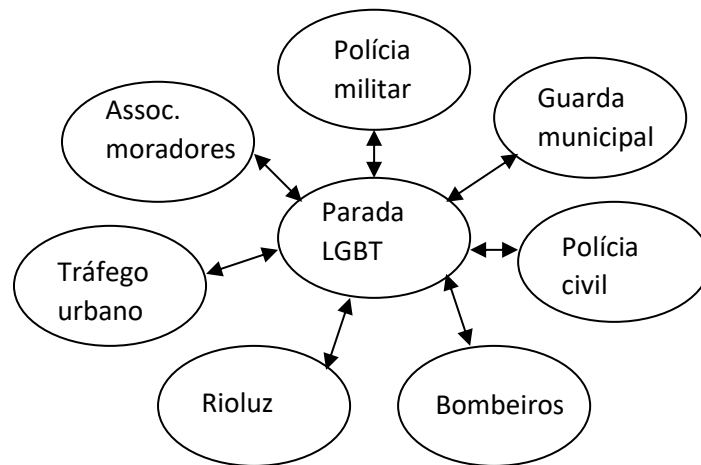 Polícia
militar
Assoc.
moradores
Guarda
municipal
Parada
LGBT
Tráfego
urbano
Polícia
civil
Rioluz
Bombeiros